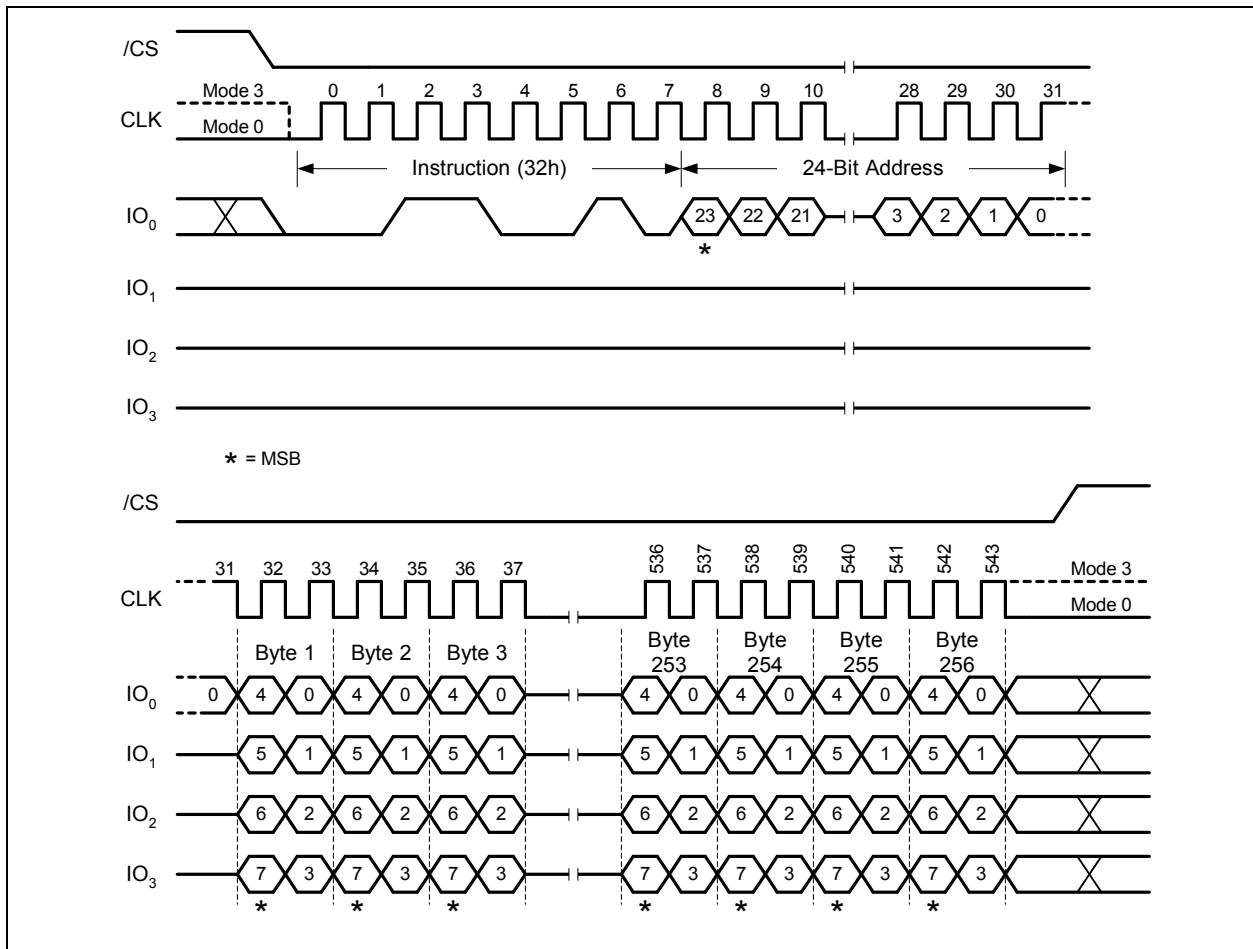 /CS
Mode 3 0 1 2 3 4 5 6 7 8 9 10 28 29 30 31
CLK
Mode 0
Instruction (32h) 24-Bit Address
IO0 23 22 21 3 2 1 0
*
IO1
IO2
IO3
* = MSB
/CS
31 32 33 34 35 36 37 536 537 538 539 540 541 542 543 Mode 3
CLK
Mode 0
Byte 1 Byte 2 Byte 3 Byte 253 Byte 254 Byte 255 Byte 256
IO0 0 4 0 4 0 4 0 4 0 4 0 4 0 4 0
IO1 5 1 5 1 5 1 5 1 5 1 5 1 5 1
IO2 6 2 6 2 6 2 6 2 6 2 6 2 6 2
IO3 7 3 7 3 7 3 7 3 7 3 7 3 7 3
* * * * * * *